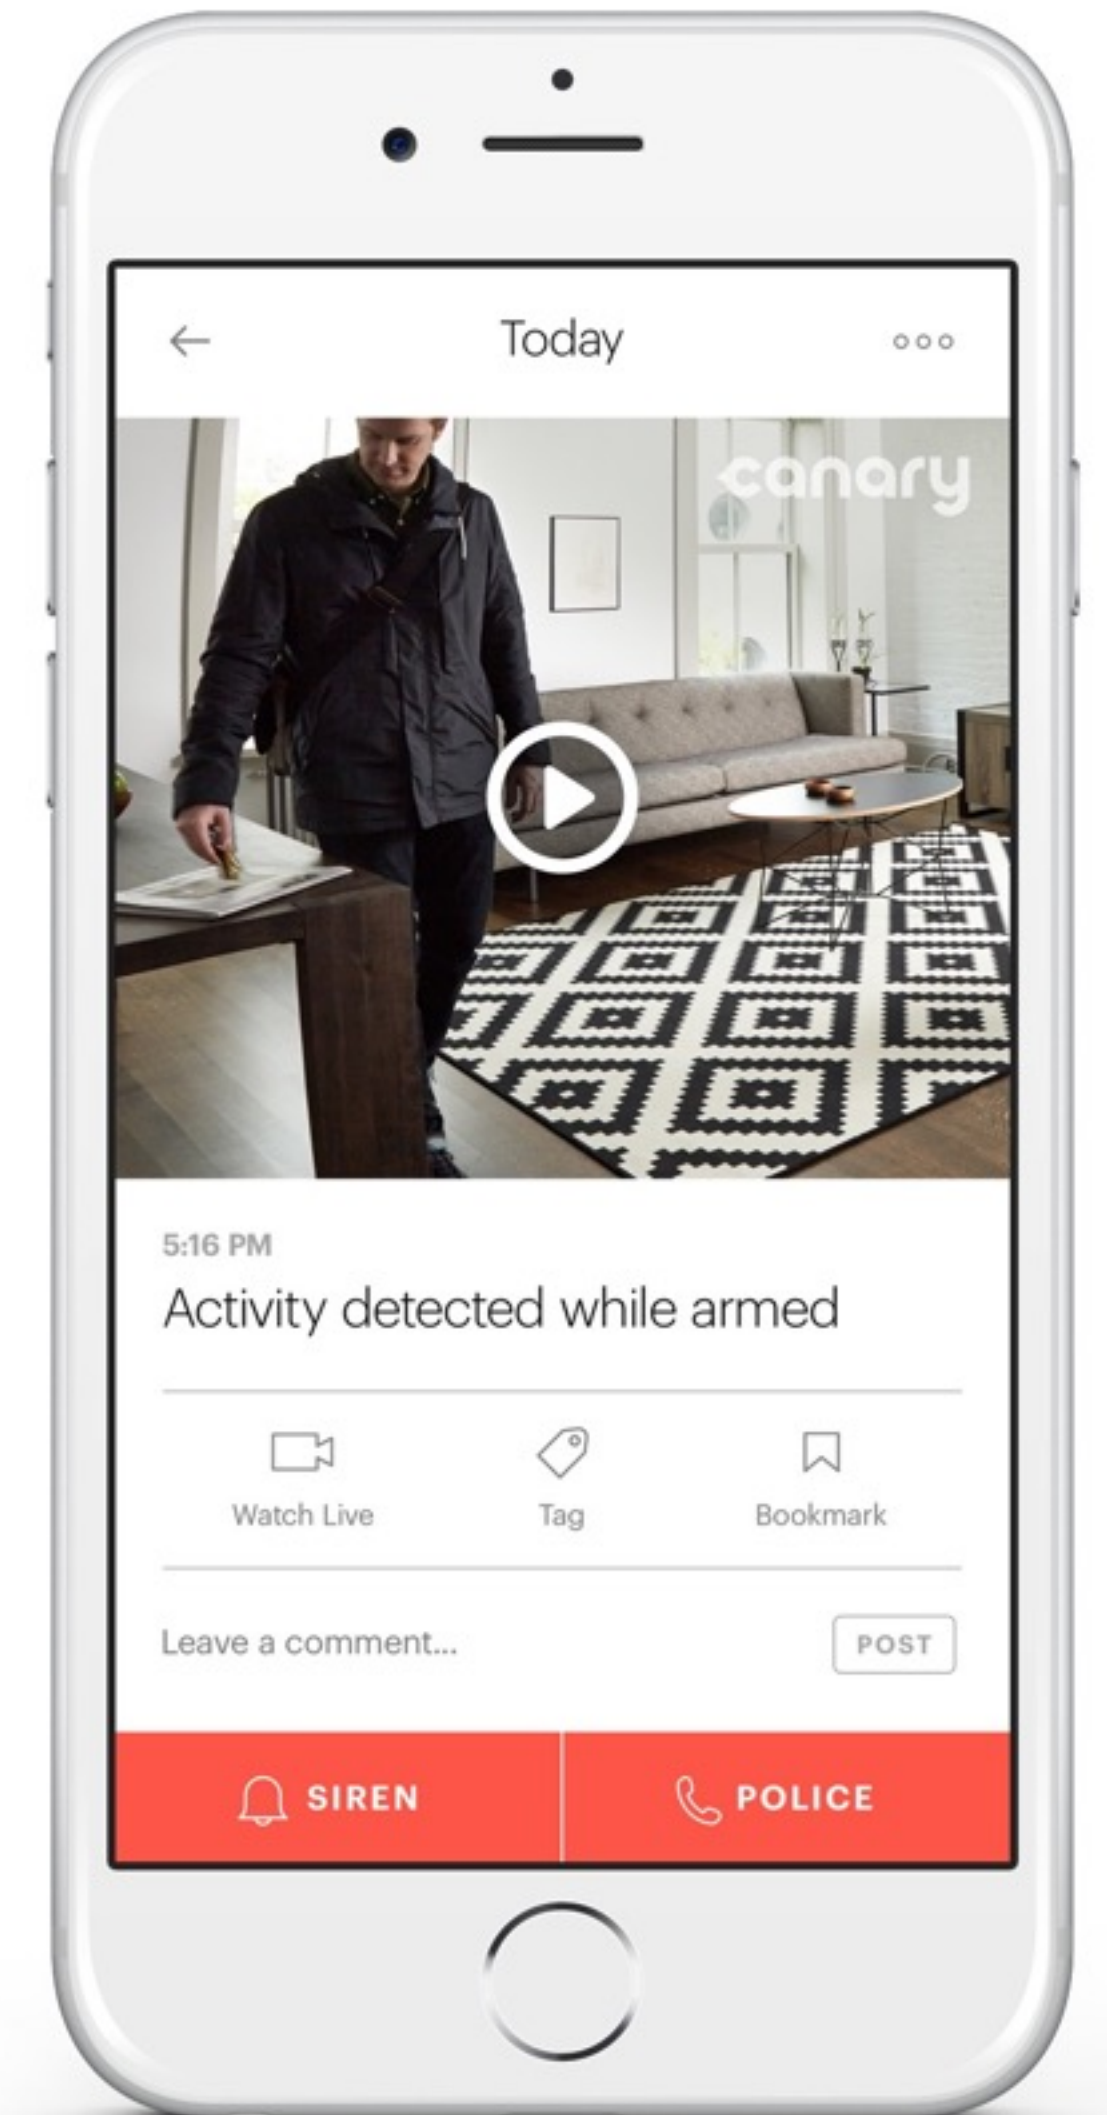 Today
canary
5:16 PM
Activity detected while armed
Watch Live
Tag
Bookmark
Leave a comment...
POST
SIREN
POLICE